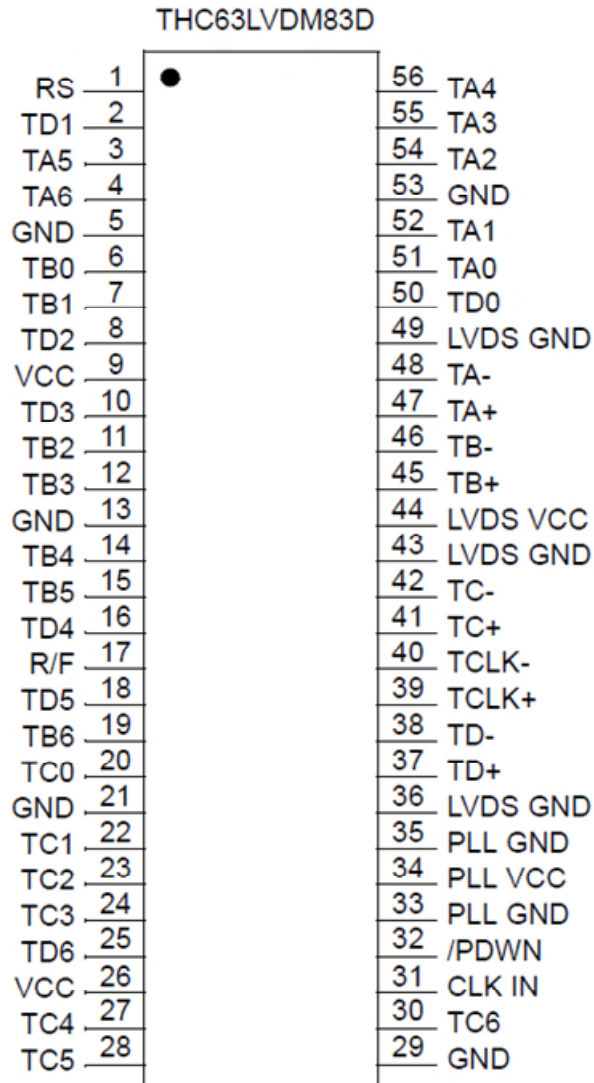 THC63LVDM83D
RS 1 56 TA4
TD1 2 55 TA3
TA5 3 54 TA2
TA6 4 53 GND
GND 5 52 TA1
TB0 6 51 TA0
TB1 7 50 TD0
TD2 8 49 LVDS GND
VCC 9 48 TA-
TD3 10 47 TA+
TB2 11 46 TB-
TB3 12 45 TB+
GND 13 44 LVDS VCC
TB4 14 43 LVDS GND
TB5 15 42 TC-
TD4 16 41 TC+
R/F 17 40 TCLK-
TD5 18 39 TCLK+
TB6 19 38 TD-
TC0 20 37 TD+
GND 21 36 LVDS GND
TC1 22 35 PLL GND
TC2 23 34 PLL VCC
TC3 24 33 PLL GND
TD6 25 32 /PDWN
VCC 26 31 CLK IN
TC4 27 30 TC6
TC5 28 29 GND